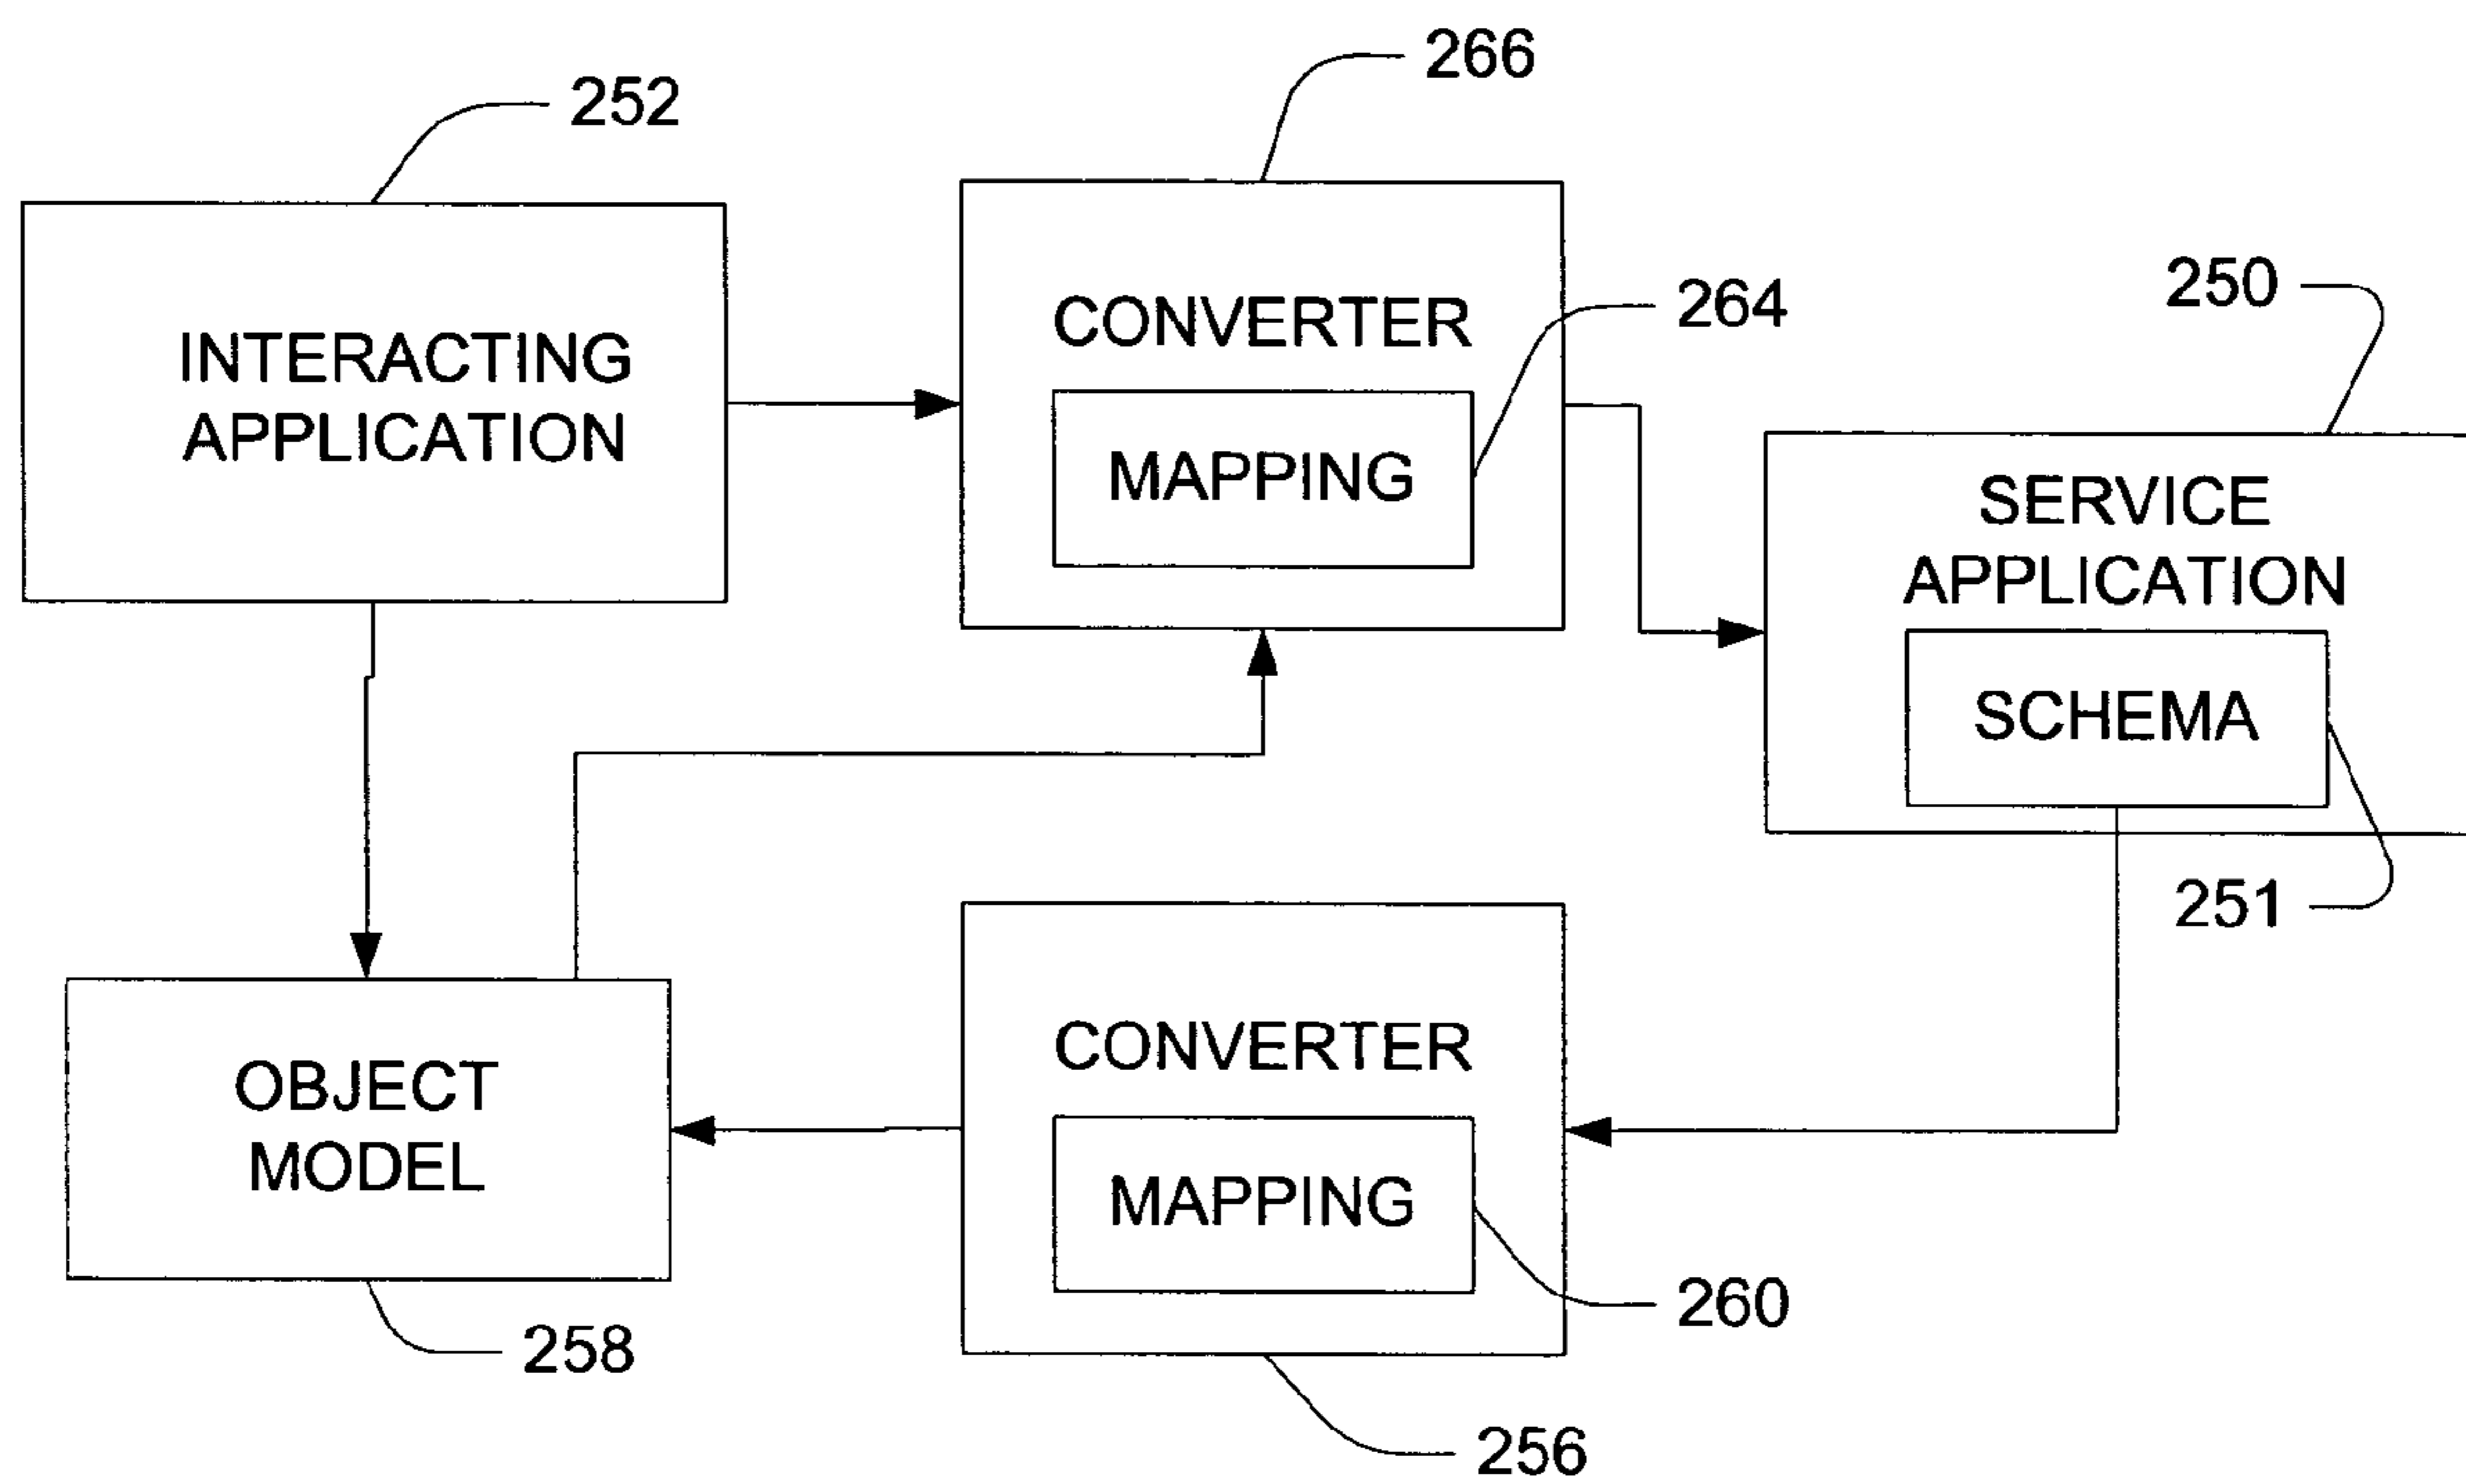 266
252
250
CONVERTER
264
INTERACTING
APPLICATION
MAPPING
SERVICE
APPLICATION
SCHEMA
251
CONVERTER
OBJECT
MODEL
MAPPING
260
258
256